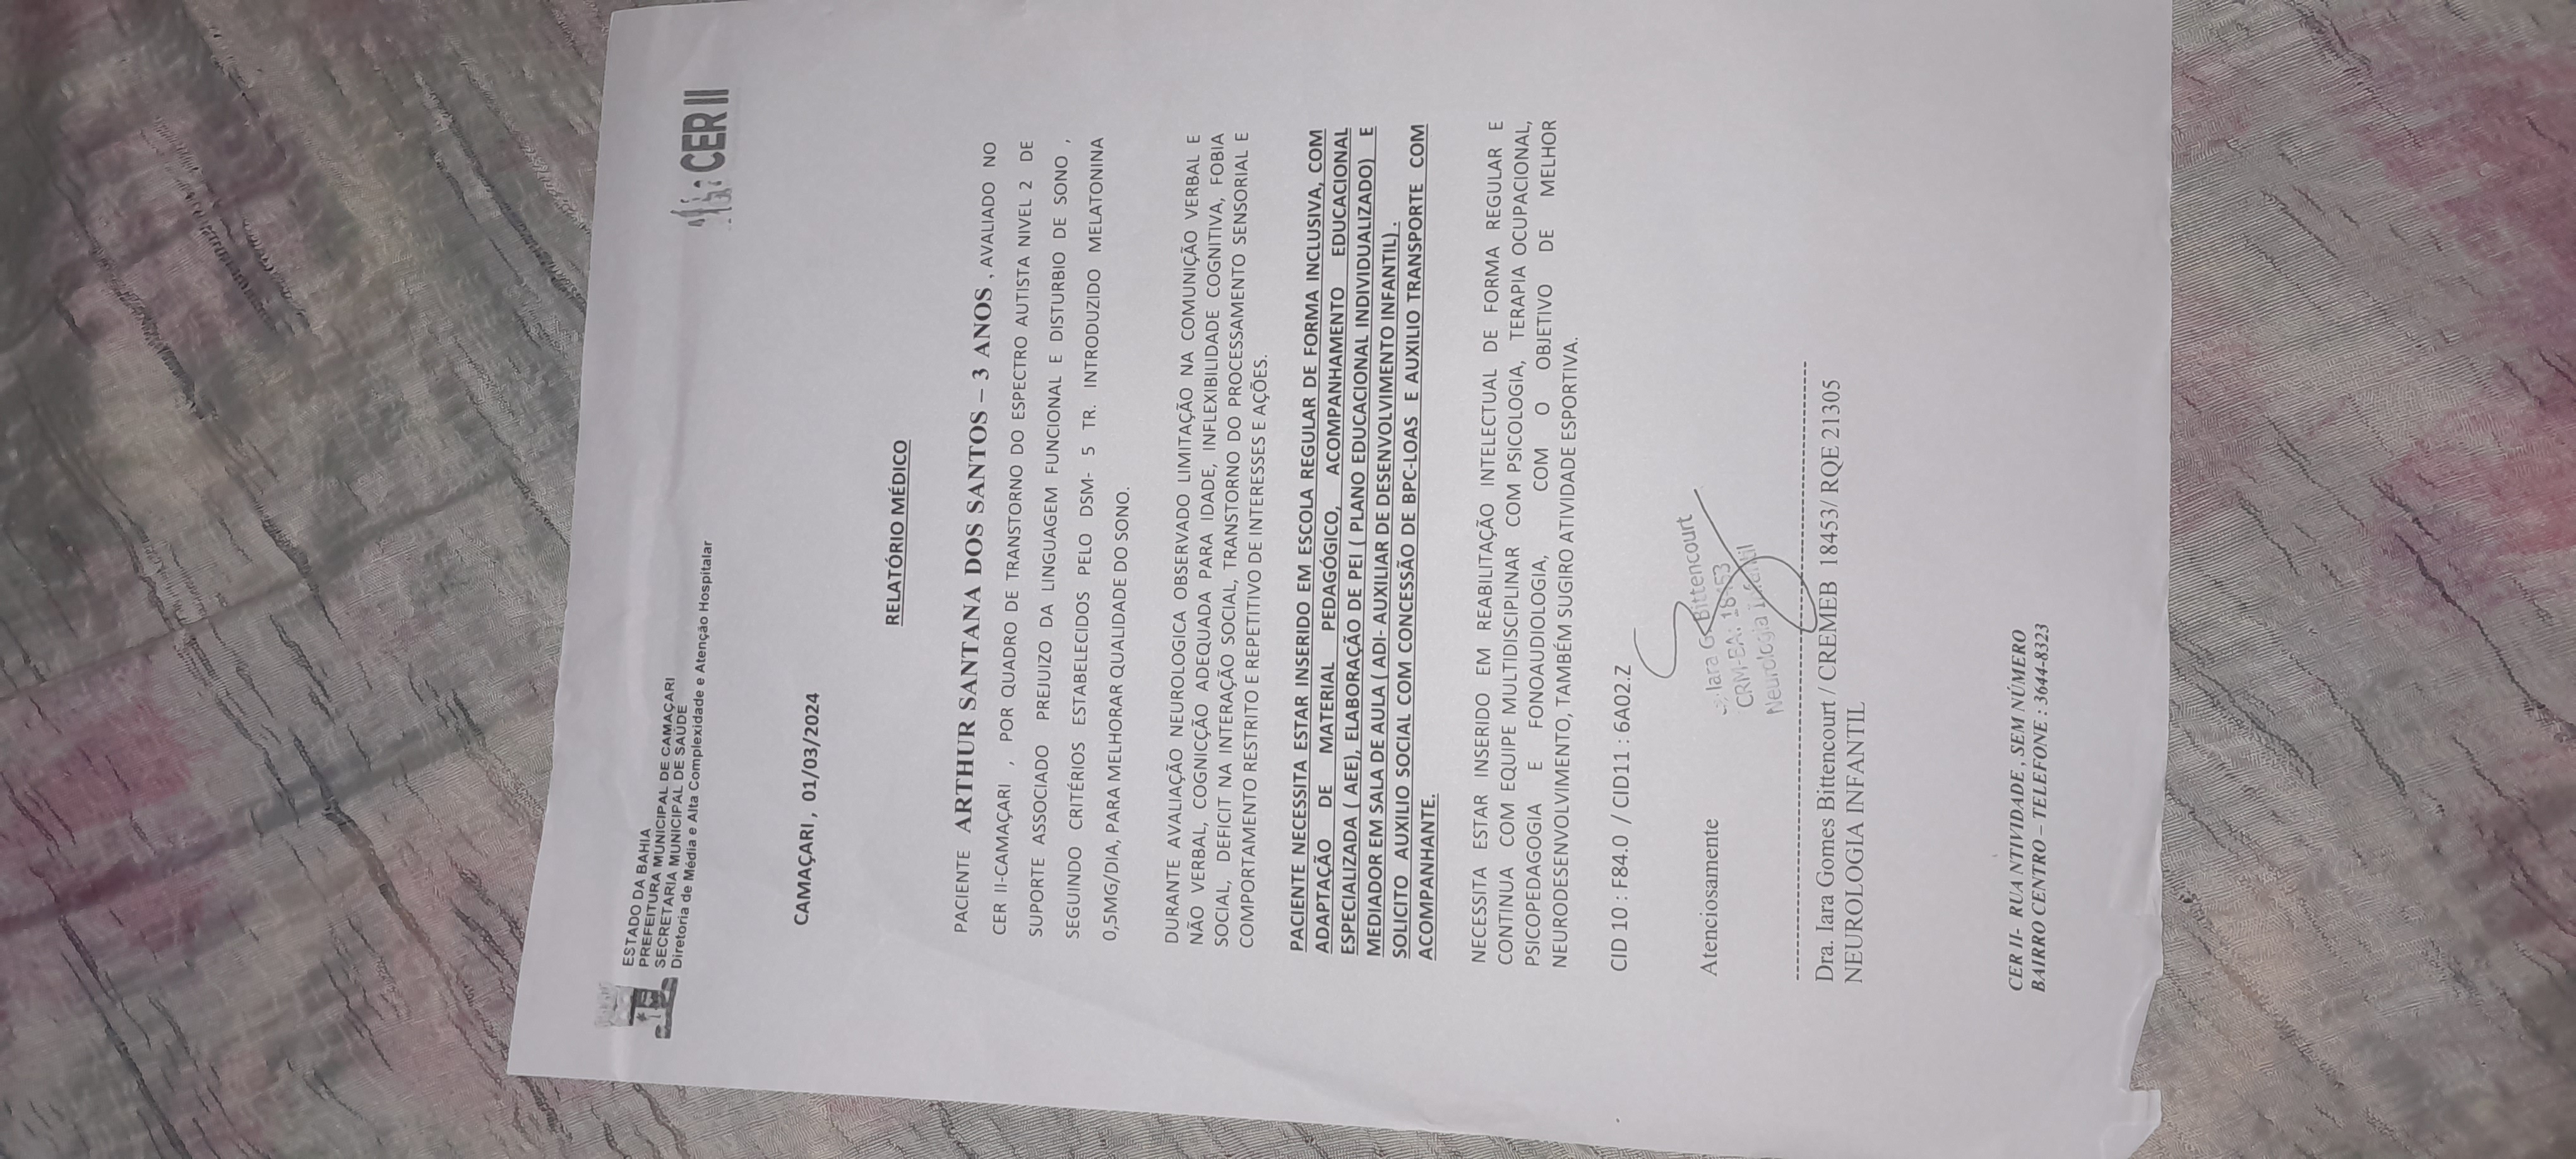 ESTADO DA BAHIA
PREFEITURA MUNICIPAL DE CAMAÇARI
SECRETARIA MUNICIPAL DE SAÚDE
Diretoria de Média e Alta Complexidade e Atenção Hospitalar
CER II
CAMAÇARI , 01/03/2024
RELATÓRIO MÉDICO
PACIENTE ARTHUR SANTANA DOS SANTOS – 3 ANOS , AVALIADO NO
CER II-CAMAÇARI , POR QUADRO DE TRANSTORNO DO ESPECTRO AUTISTA NIVEL 2 DE
SUPORTE ASSOCIADO PREJUIZO DA LINGUAGEM FUNCIONAL E DISTURBIO DE SONO ,
SEGUINDO CRITÉRIOS ESTABELECIDOS PELO DSM- 5 TR. INTRODUZIDO MELATONINA
0,5MG/DIA, PARA MELHORAR QUALIDADE DO SONO.
DURANTE AVALIAÇÃO NEUROLOGICA OBSERVADO LIMITAÇÃO NA COMUNIÇÃO VERBAL E
NÃO VERBAL, COGNICÇÃO ADEQUADA PARA IDADE, INFLEXIBILIDADE COGNITIVA, FOBIA
SOCIAL, DEFICIT NA INTERAÇÃO SOCIAL, TRANSTORNO DO PROCESSAMENTO SENSORIAL E
COMPORTAMENTO RESTRITO E REPETITIVO DE INTERESSES E AÇÕES.
PACIENTE NECESSITA ESTAR INSERIDO EM ESCOLA REGULAR DE FORMA INCLUSIVA, COM
ADAPTAÇÃO DE MATERIAL PEDAGÓGICO, ACOMPANHAMENTO EDUCACIONAL
ESPECIALIZADA ( AEE), ELABORAÇÃO DE PEI ( PLANO EDUCACIONAL INDIVIDUALIZADO) E
MEDIADOR EM SALA DE AULA ( ADI- AUXILIAR DE DESENVOLVIMENTO INFANTIL) .
SOLICITO AUXILIO SOCIAL COM CONCESSÃO DE BPC-LOAS E AUXILIO TRANSPORTE COM
ACOMPANHANTE.
NECESSITA ESTAR INSERIDO EM REABILITAÇÃO INTELECTUAL DE FORMA REGULAR E
CONTINUA COM EQUIPE MULTIDISCIPLINAR COM PSICOLOGIA, TERAPIA OCUPACIONAL,
PSICOPEDAGOGIA E FONOAUDIOLOGIA, COM O OBJETIVO DE MELHOR
NEURODESENVOLVIMENTO, TAMBÉM SUGIRO ATIVIDADE ESPORTIVA.
CID 10 : F84.0 / CID11 : 6A02.Z
Atenciosamente
Iara G. Bittencourt
CRM-BA: 18453
Neurologia Infantil
Dra. Iara Gomes Bittencourt / CREMEB 18453/ RQE 21305
NEUROLOGIA INFANTIL
CER II- RUA NTIVIDADE , SEM NÚMERO
BAIRRO CENTRO – TELEFONE : 3644-8323